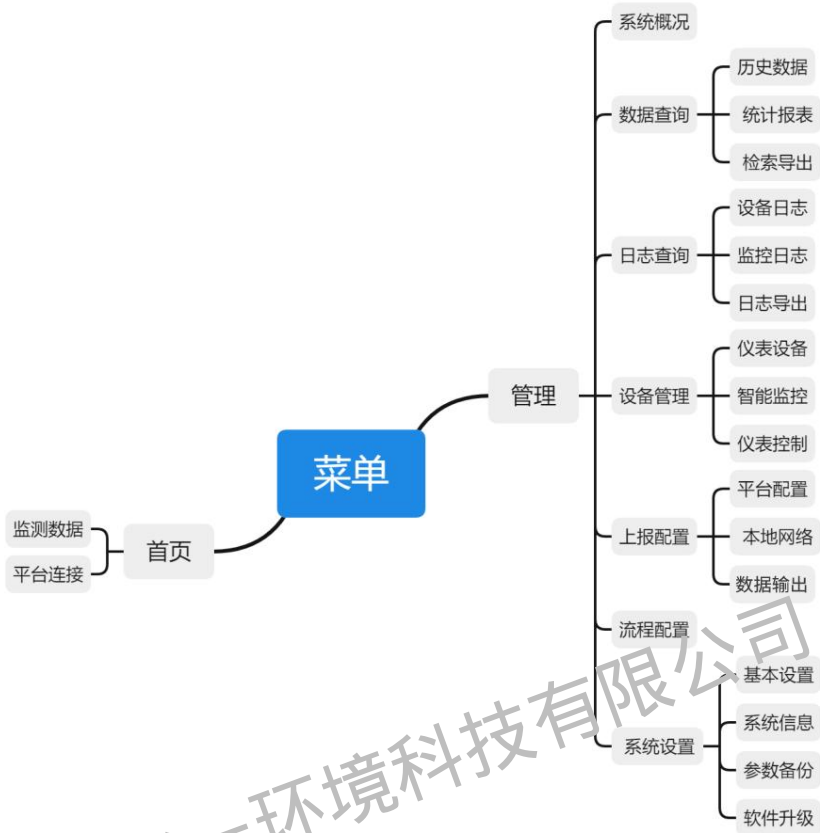 菜单
首页
监测数据
平台连接
管理
系统概况
数据查询
历史数据
统计报表
检索导出
日志查询
设备日志
监控日志
日志导出
设备管理
仪表设备
智能监控
仪表控制
上报配置
平台配置
本地网络
数据输出
流程配置
系统设置
基本设置
系统信息
参数备份
软件升级
环境科技有限公司